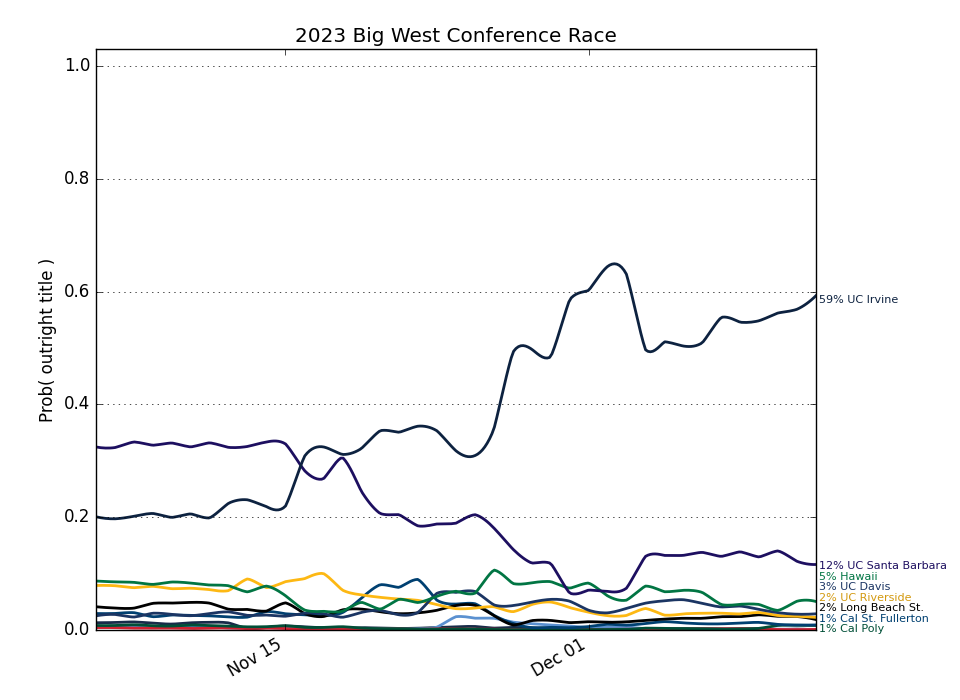 2023 Big West Conference Race
Prob( outright title )
1.0
0.8
0.6
0.4
0.2
0.0
Nov 15
Dec 01
59% UC Irvine
12% UC Santa Barbara
5% Hawaii
3% UC Davis
2% UC Riverside
2% Long Beach St.
1% Cal St. Fullerton
1% Cal Poly